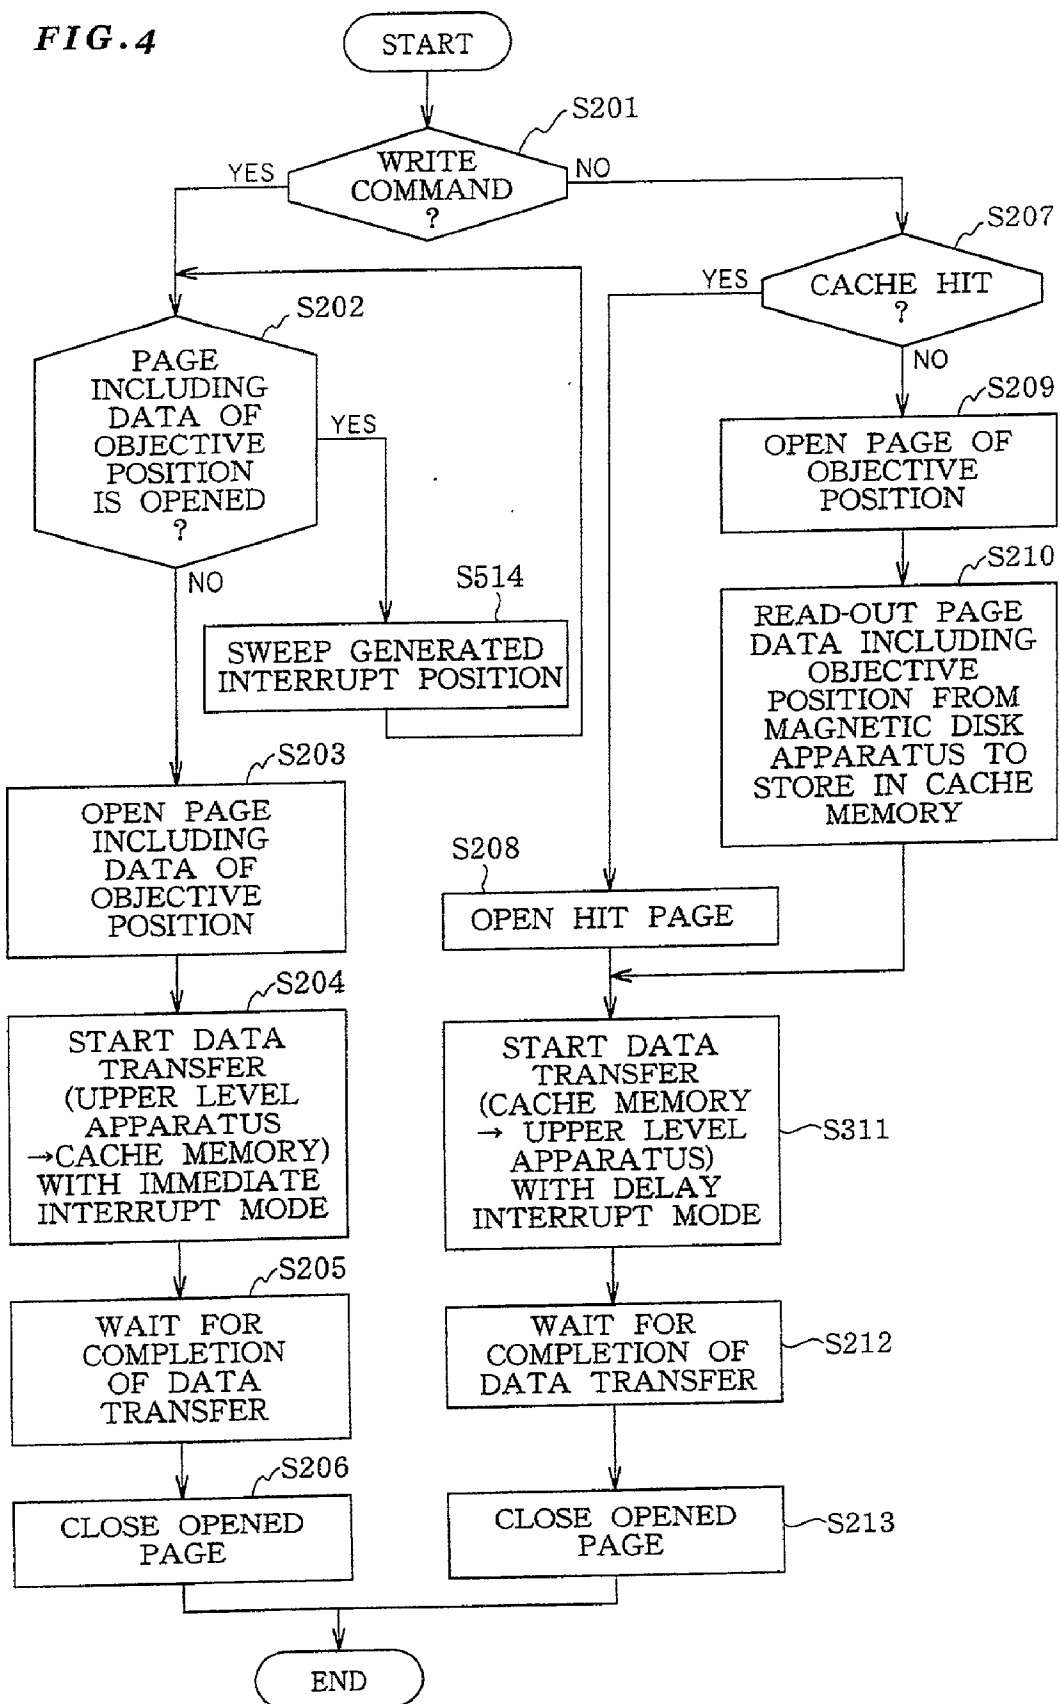 FIG.4
START
S201
WRITE
COMMAND
?
YES
NO
S207
CACHE HIT
?
YES
NO
S202
PAGE
INCLUDING
DATA OF
OBJECTIVE
POSITION
IS OPENED
?
YES
NO
S514
SWEEP GENERATED
INTERRUPT POSITION
S209
OPEN PAGE OF
OBJECTIVE
POSITION
S210
READ-OUT PAGE
DATA INCLUDING
OBJECTIVE
POSITION FROM
MAGNETIC DISK
APPARATUS TO
STORE IN CACHE
MEMORY
S203
OPEN PAGE
INCLUDING
DATA OF
OBJECTIVE
POSITION
S208
OPEN HIT PAGE
S204
START DATA
TRANSFER
(UPPER LEVEL
APPARATUS
→CACHE MEMORY)
WITH IMMEDIATE
INTERRUPT MODE
START DATA
TRANSFER
(CACHE MEMORY
→ UPPER LEVEL
APPARATUS)
WITH DELAY
INTERRUPT MODE
S311
S205
WAIT FOR
COMPLETION
OF DATA
TRANSFER
WAIT FOR
COMPLETION OF
DATA TRANSFER
S212
S206
CLOSE OPENED
PAGE
CLOSE OPENED
PAGE
S213
END